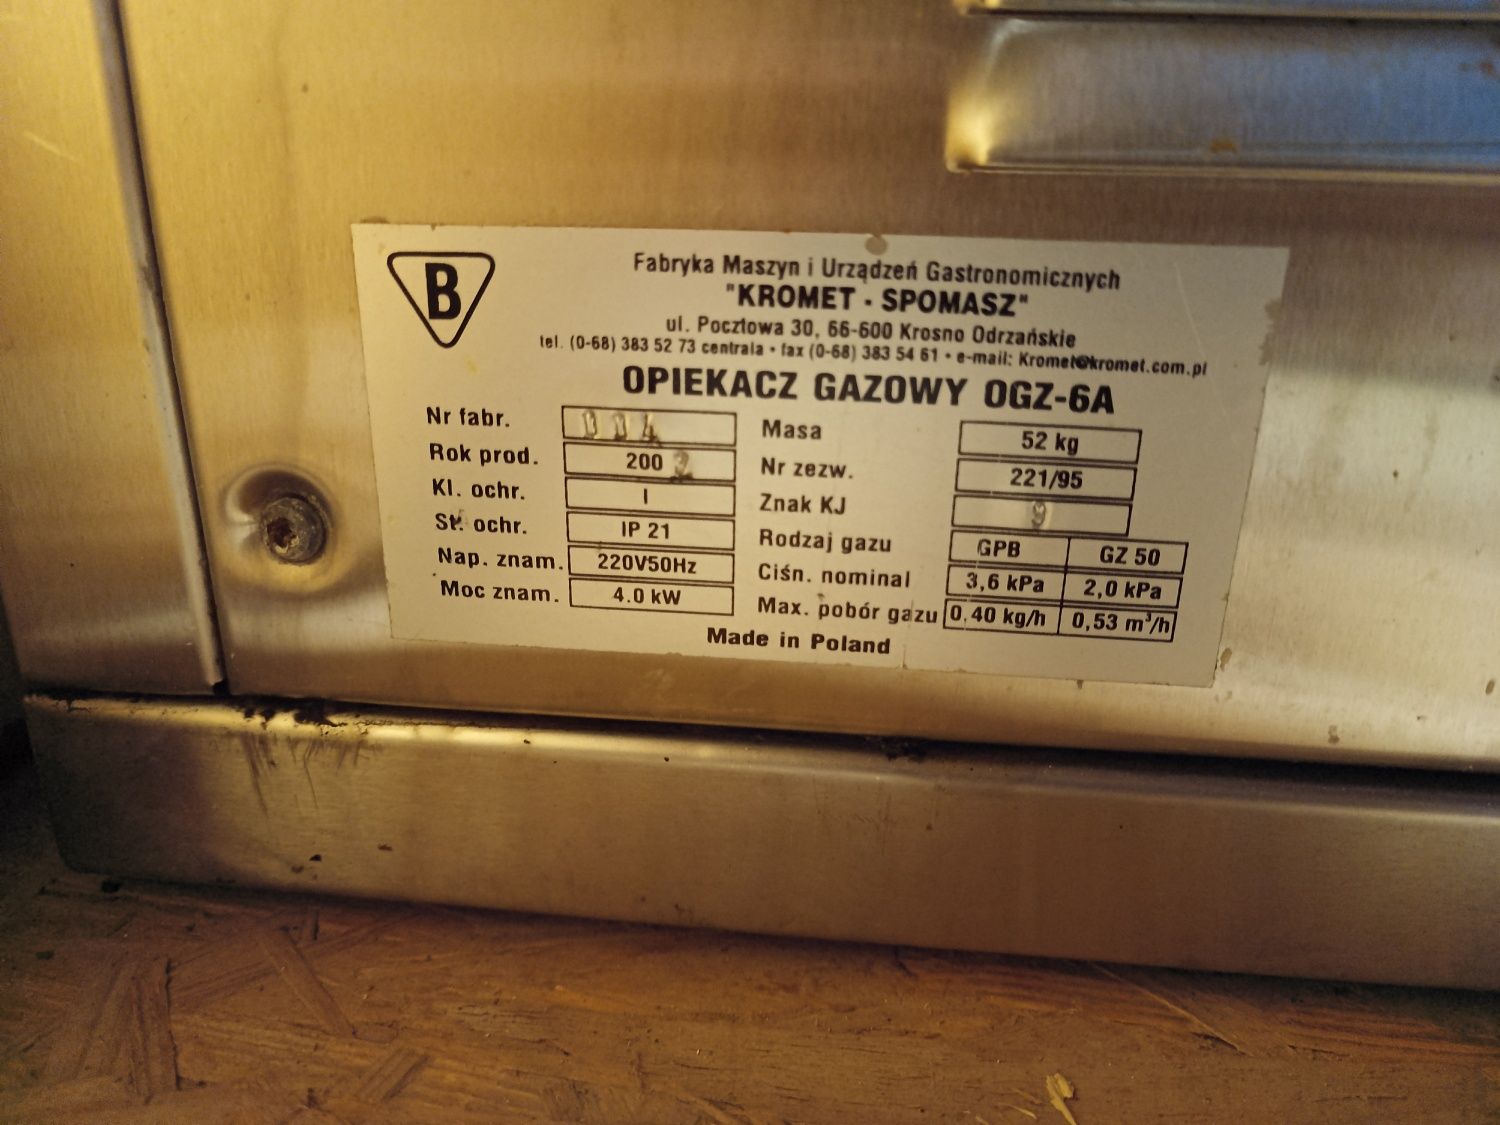 B
Fabryka Maszyn i Urządzeń Gastronomicznych
"KROMET - SPOMASZ"
ul. Pocztowa 30, 66-600 Krosno Odrzańskie
tel. (0-68) 383 52 73 centrala • fax (0-68) 383 54 61 • e-mail: Kromet@kromet.com.pl
OPIEKACZ GAZOWY OGZ-6A
Nr fabr. 004 Masa 52 kg
Rok prod. 2002 Nr zezw. 221/95
Kl. ochr. I Znak KJ 9
St. ochr. IP 21 Rodzaj gazu GPB GZ 50
Nap. znam. 220V50Hz Ciśn. nominal 3,6 kPa 2,0 kPa
Moc znam. 4.0 kW Max. pobór gazu 0.40 kg/h 0,53 m³/h
Made in Poland